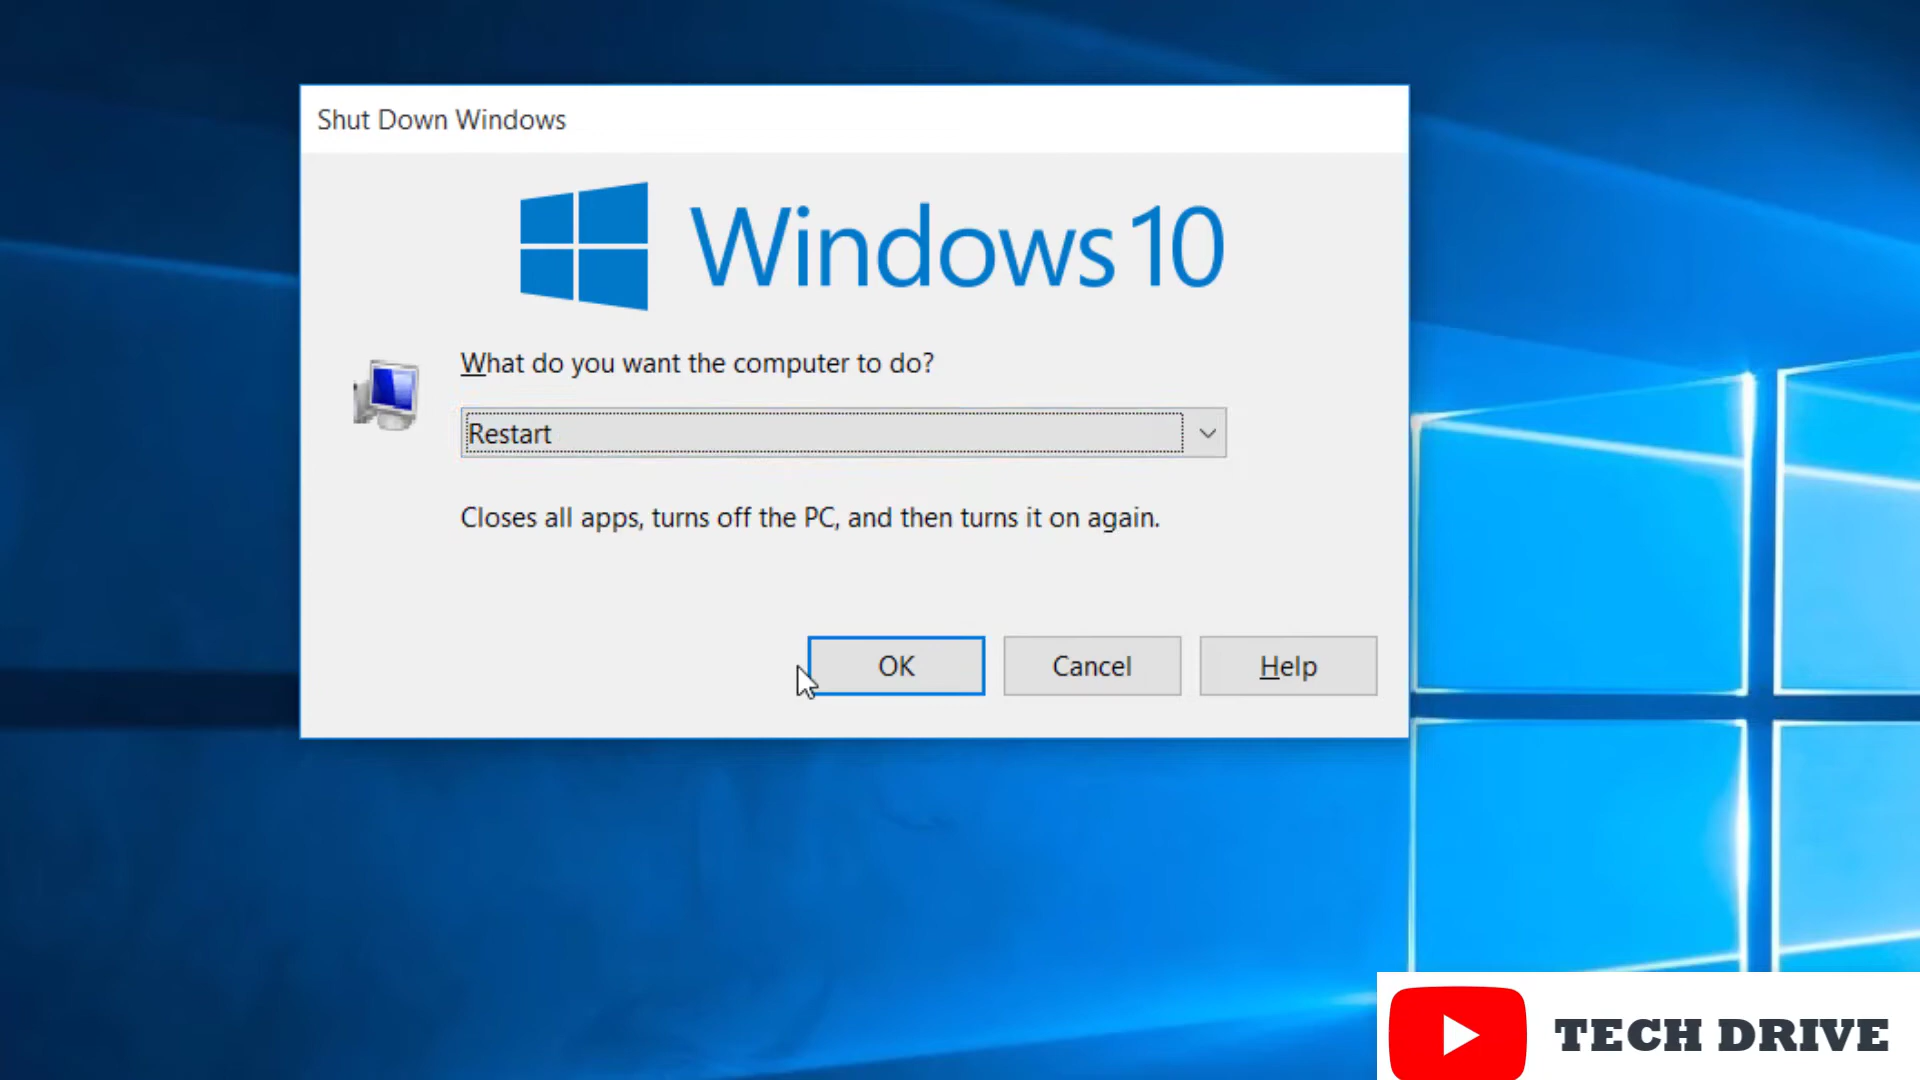 Shut Down Windows
Windows 10
What do you want the computer to do?
Restart
Closes all apps, turns off the PC, and then turns it on again.
OK
Cancel
Help
TECH DRIVE